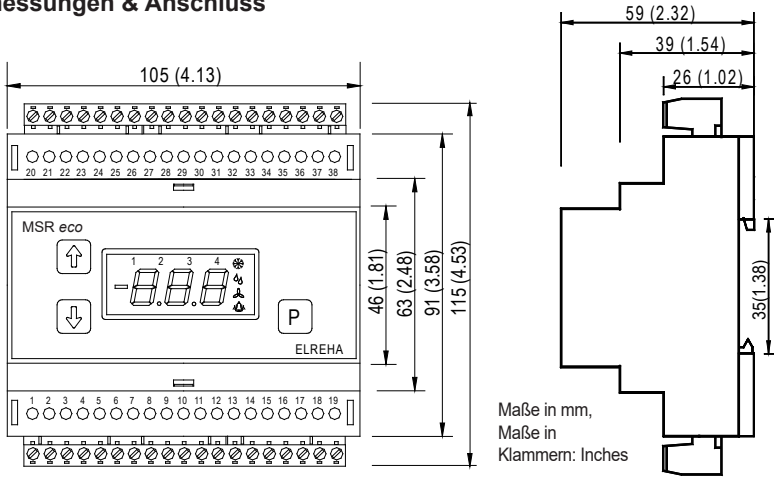 essungen & Anschluss
59 (2.32)
39 (1.54)
26 (1.02)
105 (4.13)
20 21 22 23 24 25 26 27 28 29 30 31 32 33 34 35 36 37 38
MSR eco
1 2 3 4
-8.8.8
P
ELREHA
46 (1.81)
63 (2.48)
91 (3.58)
115 (4.53)
35(1.38)
1 2 3 4 5 6 7 8 9 10 11 12 13 14 15 16 17 18 19
Maße in mm,
Maße in
Klammern: Inches